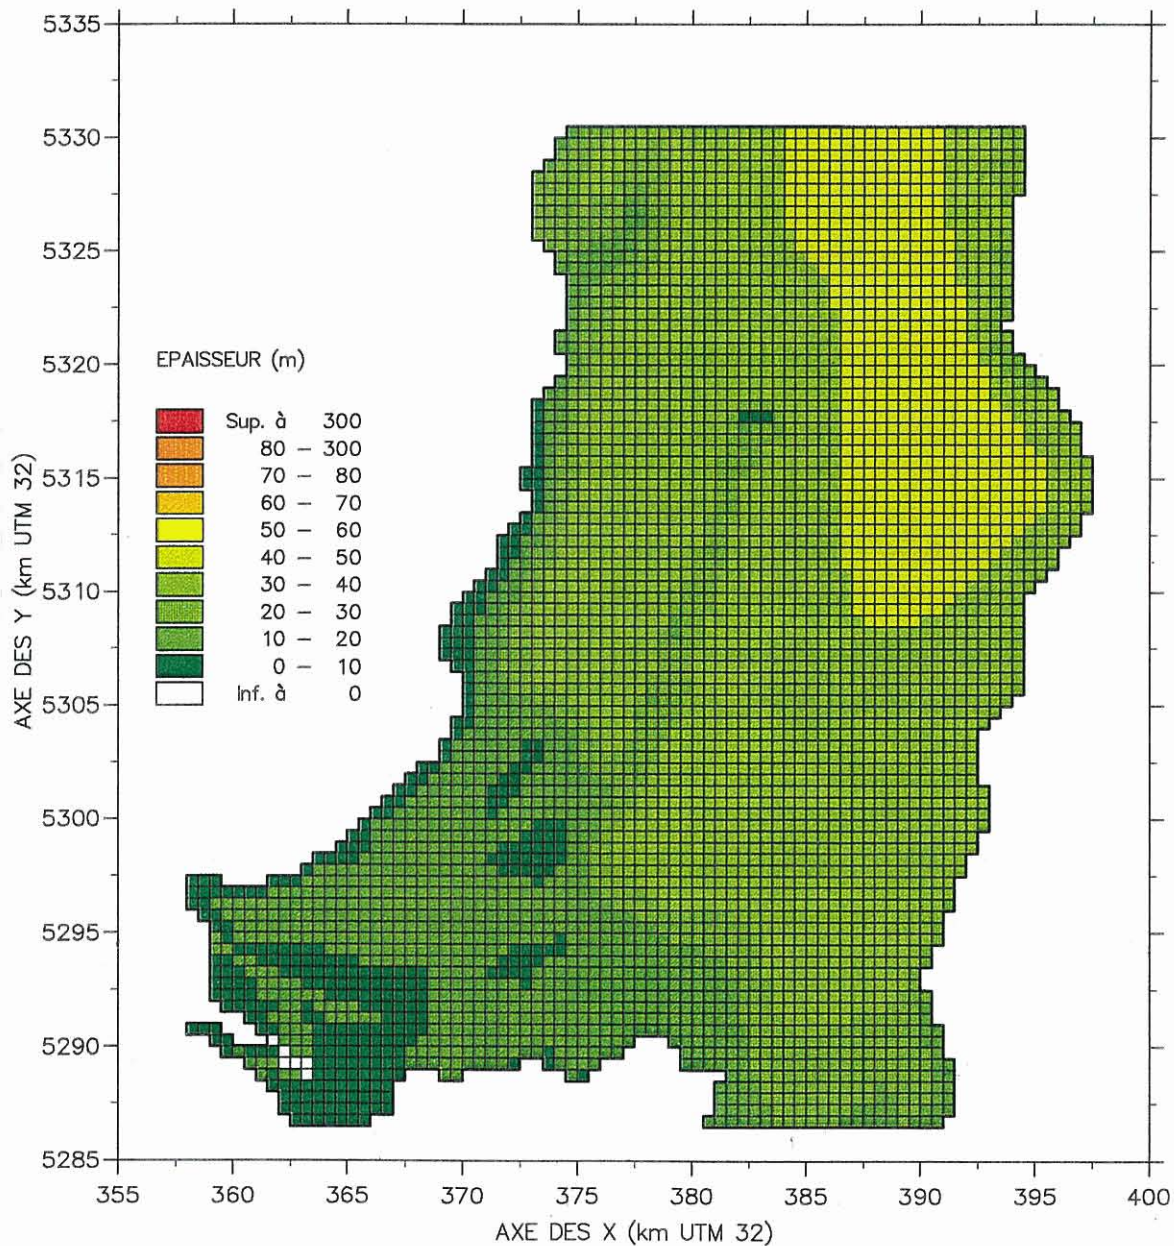 5335
5330
5325
5320
5315
5310
5305
5300
5295
5290
5285
AXE DES Y (km UTM 32)
EPAISSEUR (m)
Sup. à 300
80 – 300
70 – 80
60 – 70
50 – 60
40 – 50
30 – 40
20 – 30
10 – 20
0 – 10
Inf. à 0
355 360 365 370 375 380 385 390 395 400
AXE DES X (km UTM 32)